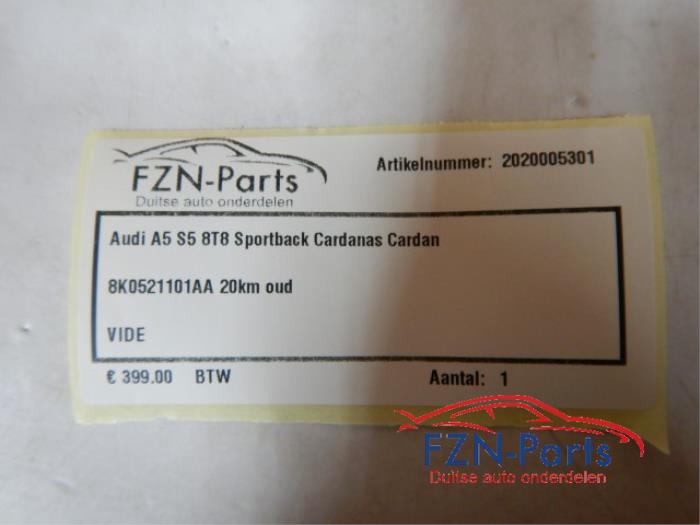 FZN-Parts
Duitse auto onderdelen
Artikelnummer: 2020005301
Audi A5 S5 8T8 Sportback Cardanas Cardan
8K0521101AA 20km oud
VIDE
€ 399.00 BTW Aantal: 1
FZN-Parts
Duitse auto onderdelen